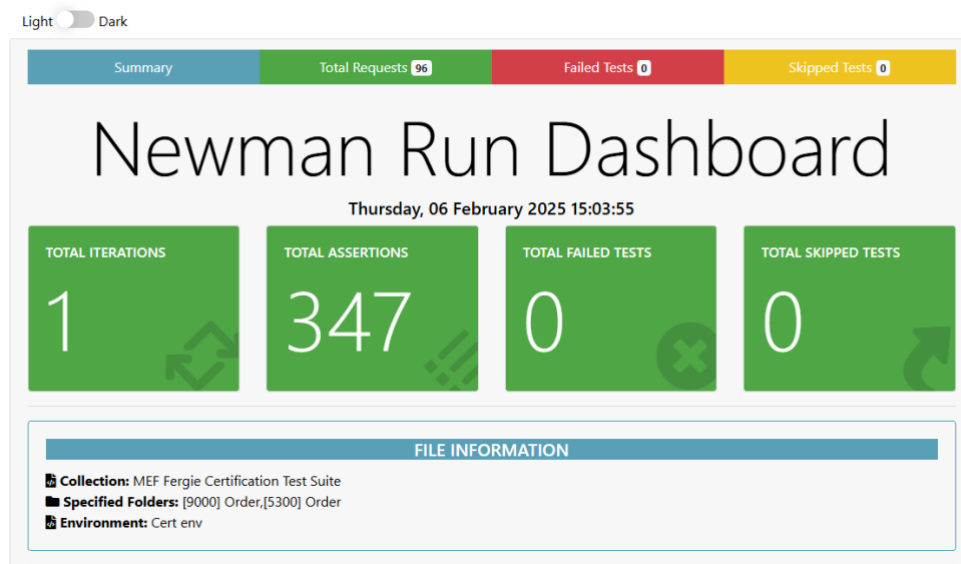 Light Dark
Summary Total Requests 96 Failed Tests 0 Skipped Tests 0
Newman Run Dashboard
Thursday, 06 February 2025 15:03:55
TOTAL ITERATIONS TOTAL ASSERTIONS TOTAL FAILED TESTS TOTAL SKIPPED TESTS
1 347 0 0
FILE INFORMATION
Collection: MEF Fergie Certification Test Suite
Specified Folders: [9000] Order,[5300] Order
Environment: Cert env